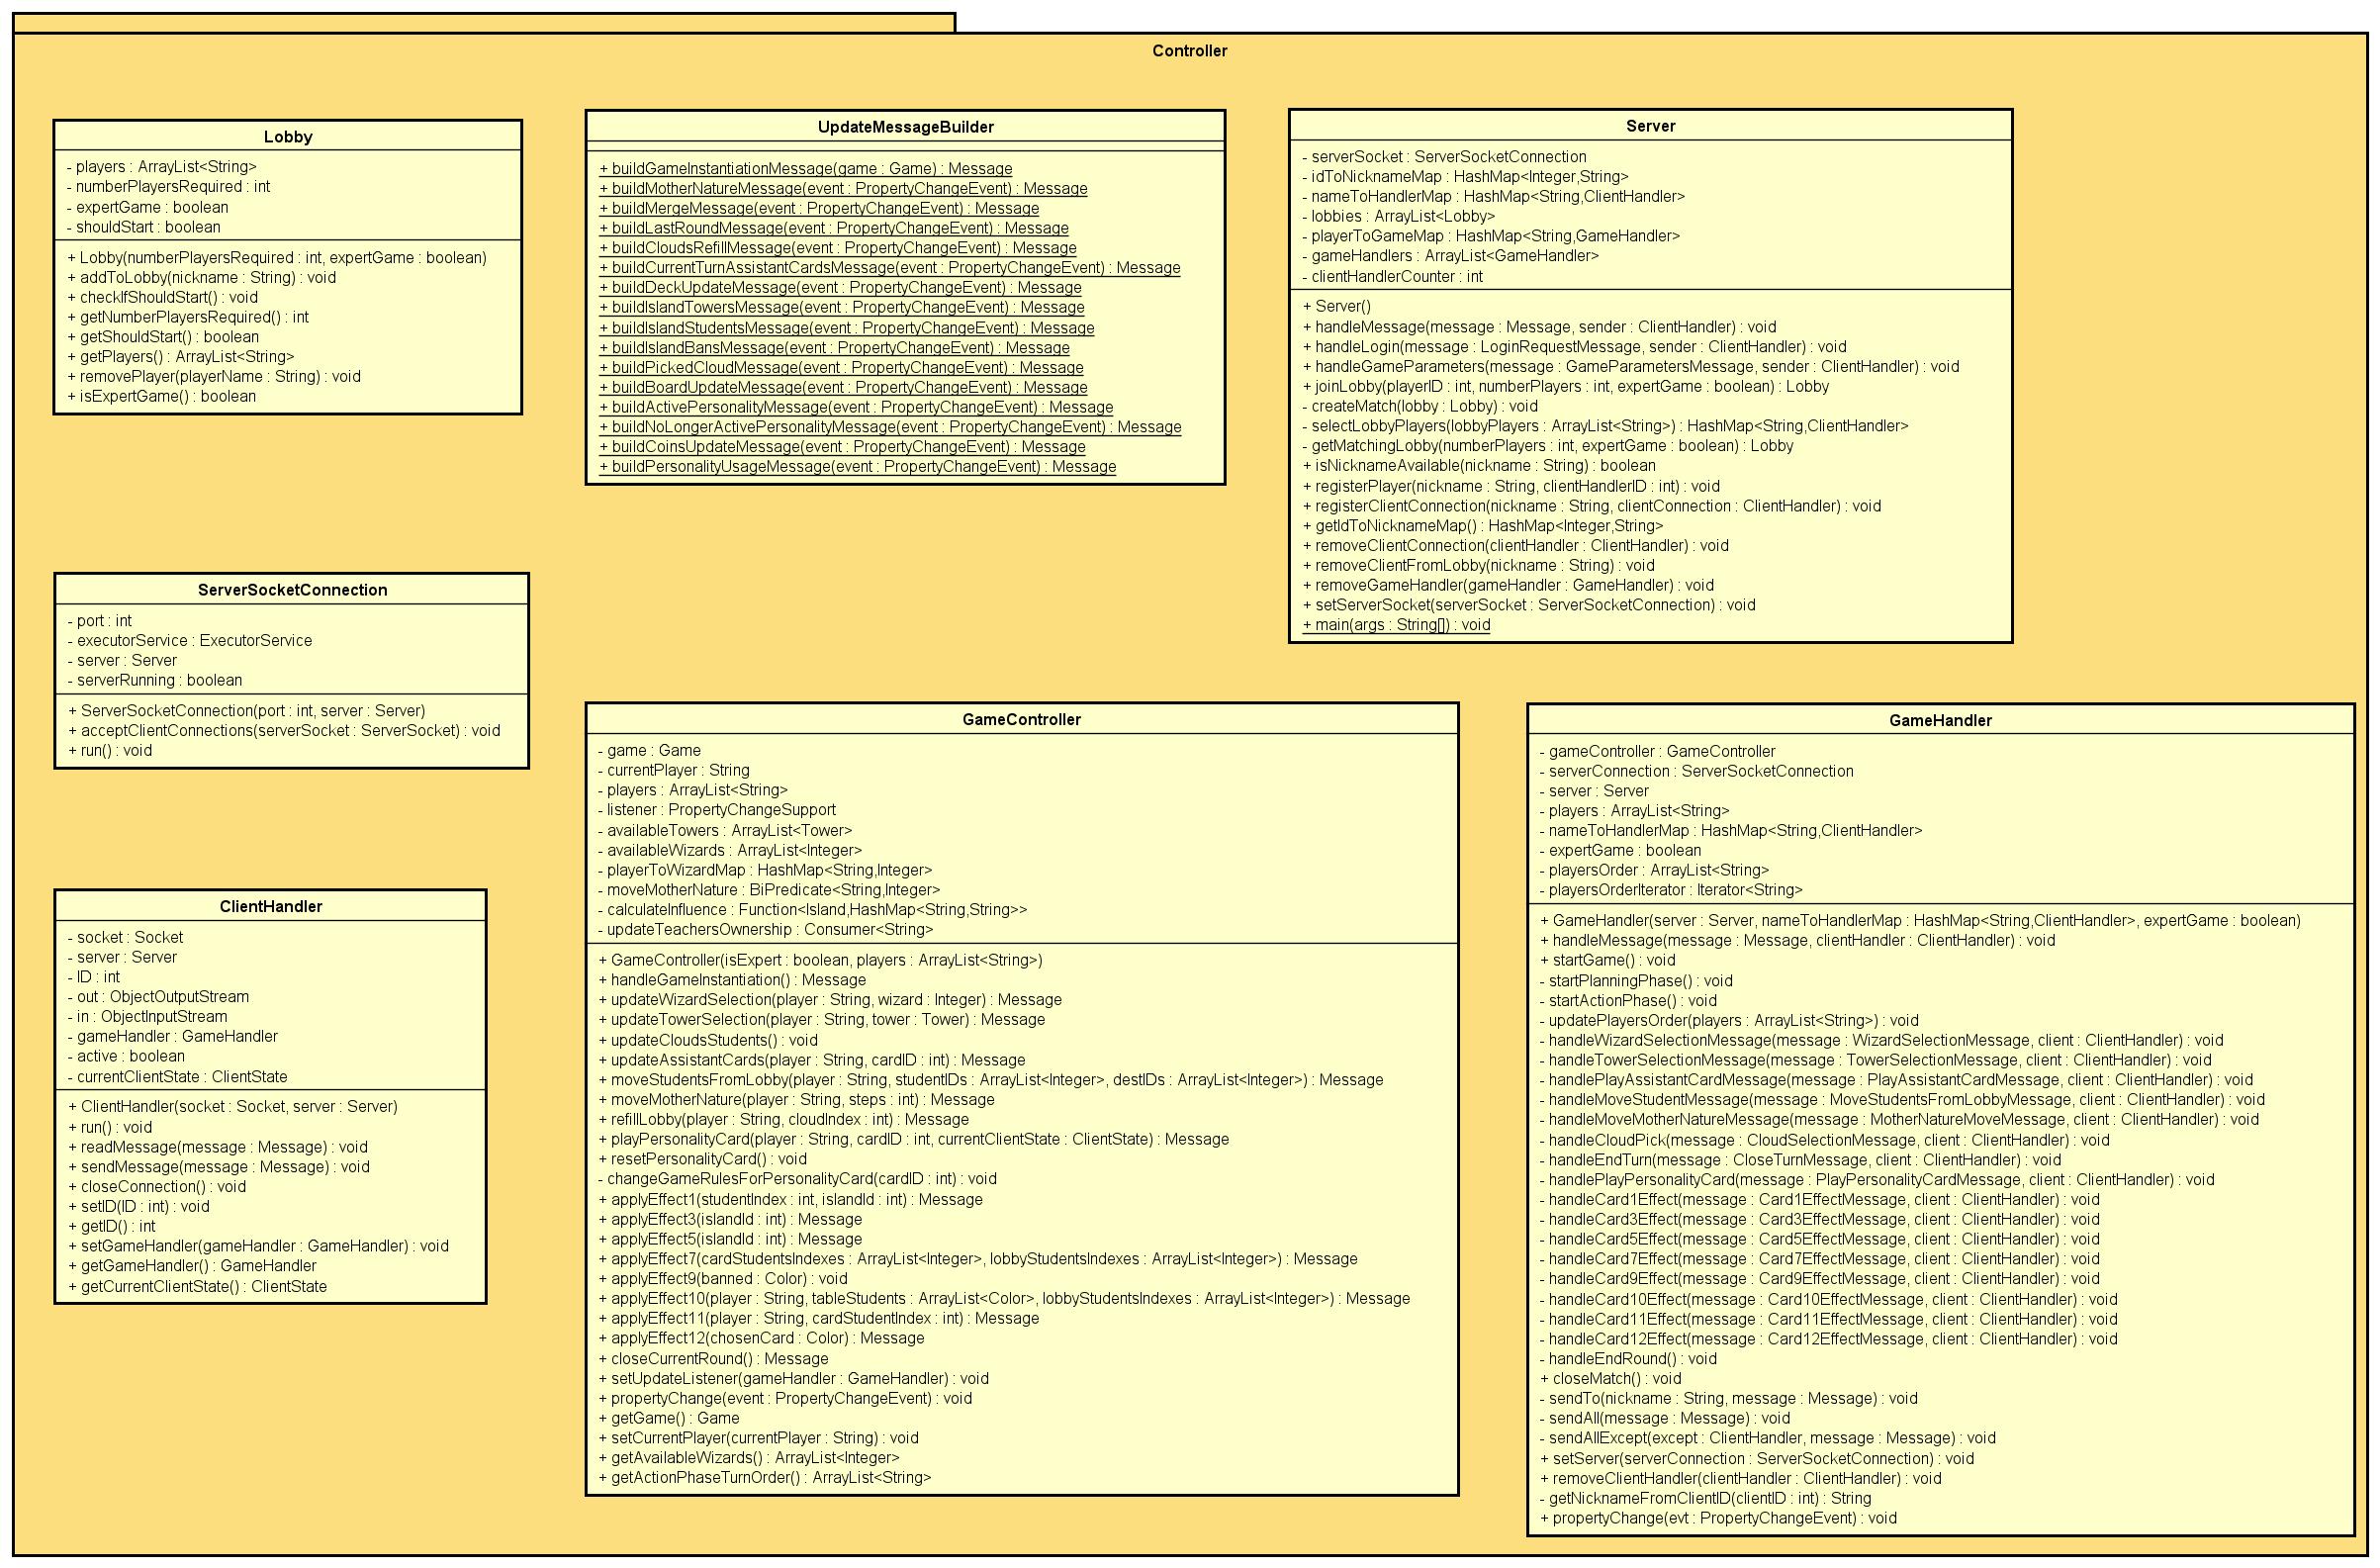 Controller
Lobby
- players : ArrayList<String>
- numberPlayersRequired : int
- expertGame : boolean
- shouldStart : boolean
+ Lobby(numberPlayersRequired : int, expertGame : boolean)
+ addToLobby(nickname : String) : void
+ checkIfShouldStart() : void
+ getNumberPlayersRequired() : int
+ getShouldStart() : boolean
+ getPlayers() : ArrayList<String>
+ removePlayer(playerName : String) : void
+ isExpertGame() : boolean
UpdateMessageBuilder
+ buildGameInstantiationMessage(game : Game) : Message
+ buildMotherNatureMessage(event : PropertyChangeEvent) : Message
+ buildMergeMessage(event : PropertyChangeEvent) : Message
+ buildLastRoundMessage(event : PropertyChangeEvent) : Message
+ buildCloudsRefillMessage(event : PropertyChangeEvent) : Message
+ buildCurrentTurnAssistantCardsMessage(event : PropertyChangeEvent) : Message
+ buildDeckUpdateMessage(event : PropertyChangeEvent) : Message
+ buildIslandTowersMessage(event : PropertyChangeEvent) : Message
+ buildIslandStudentsMessage(event : PropertyChangeEvent) : Message
+ buildIslandBansMessage(event : PropertyChangeEvent) : Message
+ buildPickedCloudMessage(event : PropertyChangeEvent) : Message
+ buildBoardUpdateMessage(event : PropertyChangeEvent) : Message
+ buildActivePersonalityMessage(event : PropertyChangeEvent) : Message
+ buildNoLongerActivePersonalityMessage(event : PropertyChangeEvent) : Message
+ buildCoinsUpdateMessage(event : PropertyChangeEvent) : Message
+ buildPersonalityUsageMessage(event : PropertyChangeEvent) : Message
Server
- serverSocket : ServerSocketConnection
- idToNicknameMap : HashMap<Integer,String>
- nameToHandlerMap : HashMap<String,ClientHandler>
- lobbies : ArrayList<Lobby>
- playerToGameMap : HashMap<String,GameHandler>
- gameHandlers : ArrayList<GameHandler>
- clientHandlerCounter : int
+ Server()
+ handleMessage(message : Message, sender : ClientHandler) : void
+ handleLogin(message : LoginRequestMessage, sender : ClientHandler) : void
+ handleGameParameters(message : GameParametersMessage, sender : ClientHandler) : void
+ joinLobby(playerID : int, numberPlayers : int, expertGame : boolean) : Lobby
- createMatch(lobby : Lobby) : void
- selectLobbyPlayers(lobbyPlayers : ArrayList<String>) : HashMap<String,ClientHandler>
- getMatchingLobby(numberPlayers : int, expertGame : boolean) : Lobby
+ isNicknameAvailable(nickname : String) : boolean
+ registerPlayer(nickname : String, clientHandlerID : int) : void
+ registerClientConnection(nickname : String, clientConnection : ClientHandler) : void
+ getIdToNicknameMap() : HashMap<Integer,String>
+ removeClientConnection(clientHandler : ClientHandler) : void
+ removeClientFromLobby(nickname : String) : void
+ removeGameHandler(gameHandler : GameHandler) : void
+ setServerSocket(serverSocket : ServerSocketConnection) : void
+ main(args : String[]) : void
ServerSocketConnection
- port : int
- executorService : ExecutorService
- server : Server
- serverRunning : boolean
+ ServerSocketConnection(port : int, server : Server)
+ acceptClientConnections(serverSocket : ServerSocket) : void
+ run() : void
GameController
- game : Game
- currentPlayer : String
- players : ArrayList<String>
- listener : PropertyChangeSupport
- availableTowers : ArrayList<Tower>
- availableWizards : ArrayList<Integer>
- playerToWizardMap : HashMap<String,Integer>
- moveMotherNature : BiPredicate<String,Integer>
- calculateInfluence : Function<Island,HashMap<String,String>>
- updateTeachersOwnership : Consumer<String>
+ GameController(isExpert : boolean, players : ArrayList<String>)
+ handleGameInstantiation() : Message
+ updateWizardSelection(player : String, wizard : Integer) : Message
+ updateTowerSelection(player : String, tower : Tower) : Message
+ updateCloudsStudents() : void
+ updateAssistantCards(player : String, cardID : int) : Message
+ moveStudentsFromLobby(player : String, studentIDs : ArrayList<Integer>, destIDs : ArrayList<Integer>) : Message
+ moveMotherNature(player : String, steps : int) : Message
+ refillLobby(player : String, cloudIndex : int) : Message
+ playPersonalityCard(player : String, cardID : int, currentClientState : ClientState) : Message
+ resetPersonalityCard() : void
- changeGameRulesForPersonalityCard(cardID : int) : void
+ applyEffect1(studentIndex : int, islandId : int) : Message
+ applyEffect3(islandId : int) : Message
+ applyEffect5(islandId : int) : Message
+ applyEffect7(cardStudentsIndexes : ArrayList<Integer>, lobbyStudentsIndexes : ArrayList<Integer>) : Message
+ applyEffect9(banned : Color) : void
+ applyEffect10(player : String, tableStudents : ArrayList<Color>, lobbyStudentsIndexes : ArrayList<Integer>) : Message
+ applyEffect11(player : String, cardStudentIndex : int) : Message
+ applyEffect12(chosenCard : Color) : Message
+ closeCurrentRound() : Message
+ setUpdateListener(gameHandler : GameHandler) : void
+ propertyChange(event : PropertyChangeEvent) : void
+ getGame() : Game
+ setCurrentPlayer(currentPlayer : String) : void
+ getAvailableWizards() : ArrayList<Integer>
+ getActionPhaseTurnOrder() : ArrayList<String>
GameHandler
- gameController : GameController
- serverConnection : ServerSocketConnection
- server : Server
- players : ArrayList<String>
- nameToHandlerMap : HashMap<String,ClientHandler>
- expertGame : boolean
- playersOrder : ArrayList<String>
- playersOrderIterator : Iterator<String>
+ GameHandler(server : Server, nameToHandlerMap : HashMap<String,ClientHandler>, expertGame : boolean)
+ handleMessage(message : Message, clientHandler : ClientHandler) : void
+ startGame() : void
- startPlanningPhase() : void
- startActionPhase() : void
- updatePlayersOrder(players : ArrayList<String>) : void
- handleWizardSelectionMessage(message : WizardSelectionMessage, client : ClientHandler) : void
- handleTowerSelectionMessage(message : TowerSelectionMessage, client : ClientHandler) : void
- handlePlayAssistantCardMessage(message : PlayAssistantCardMessage, client : ClientHandler) : void
- handleMoveStudentMessage(message : MoveStudentsFromLobbyMessage, client : ClientHandler) : void
- handleMoveMotherNatureMessage(message : MotherNatureMoveMessage, client : ClientHandler) : void
- handleCloudPick(message : CloudSelectionMessage, client : ClientHandler) : void
- handleEndTurn(message : CloseTurnMessage, client : ClientHandler) : void
- handlePlayPersonalityCard(message : PlayPersonalityCardMessage, client : ClientHandler) : void
- handleCard1Effect(message : Card1EffectMessage, client : ClientHandler) : void
- handleCard3Effect(message : Card3EffectMessage, client : ClientHandler) : void
- handleCard5Effect(message : Card5EffectMessage, client : ClientHandler) : void
- handleCard7Effect(message : Card7EffectMessage, client : ClientHandler) : void
- handleCard9Effect(message : Card9EffectMessage, client : ClientHandler) : void
- handleCard10Effect(message : Card10EffectMessage, client : ClientHandler) : void
- handleCard11Effect(message : Card11EffectMessage, client : ClientHandler) : void
- handleCard12Effect(message : Card12EffectMessage, client : ClientHandler) : void
- handleEndRound() : void
+ closeMatch() : void
- sendTo(nickname : String, message : Message) : void
- sendAll(message : Message) : void
- sendAllExcept(except : ClientHandler, message : Message) : void
+ setServer(serverConnection : ServerSocketConnection) : void
+ removeClientHandler(clientHandler : ClientHandler) : void
- getNicknameFromClientID(clientID : int) : String
+ propertyChange(evt : PropertyChangeEvent) : void
ClientHandler
- socket : Socket
- server : Server
- ID : int
- out : ObjectOutputStream
- in : ObjectInputStream
- gameHandler : GameHandler
- active : boolean
- currentClientState : ClientState
+ ClientHandler(socket : Socket, server : Server)
+ run() : void
+ readMessage(message : Message) : void
+ sendMessage(message : Message) : void
+ closeConnection() : void
+ setID(ID : int) : void
+ getID() : int
+ setGameHandler(gameHandler : GameHandler) : void
+ getGameHandler() : GameHandler
+ getCurrentClientState() : ClientState